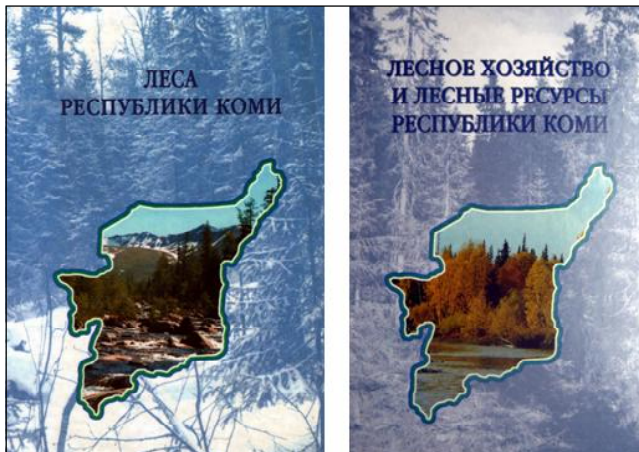 ЛЕСА
РЕСПУБЛИКИ КОМИ
ЛЕСНОЕ ХОЗЯЙСТВО
И ЛЕСНЫЕ РЕСУРСЫ
РЕСПУБЛИКИ КОМИ